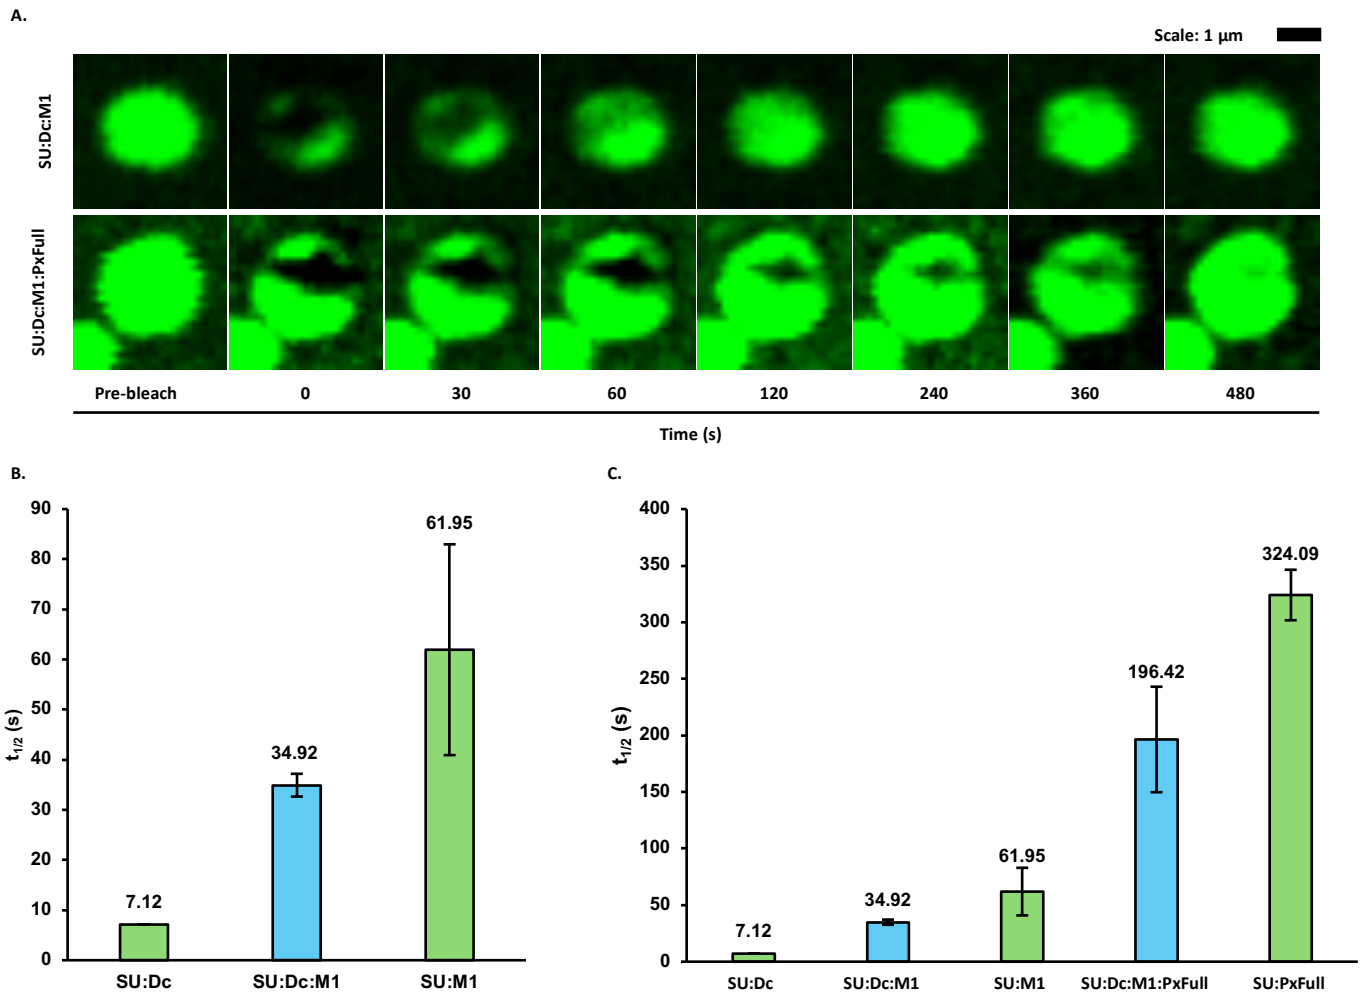 A.
Scale: 1 µm
SU:Dc:M1
SU:Dc:M1:PxFull
Pre-bleach 0 30 60 120 240 360 480
Time (s)
B.
90
80
70
60
50
40
30
20
10
0
t1/2 (s)
7.12
34.92
61.95
SU:Dc SU:Dc:M1 SU:M1
C.
400
350
300
250
200
150
100
50
0
t1/2 (s)
7.12
34.92
61.95
196.42
324.09
SU:Dc SU:Dc:M1 SU:M1 SU:Dc:M1:PxFull SU:PxFull